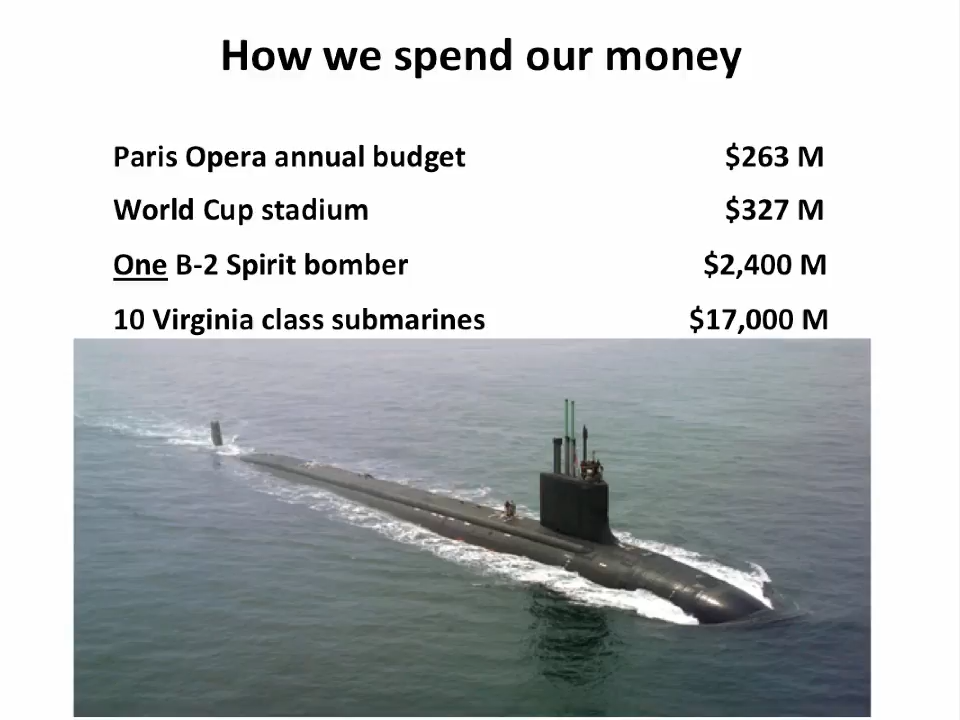 How we spend our money
Paris Opera annual budget $263 M
World Cup stadium $327 M
One B-2 Spirit bomber $2,400 M
10 Virginia class submarines $17,000 M